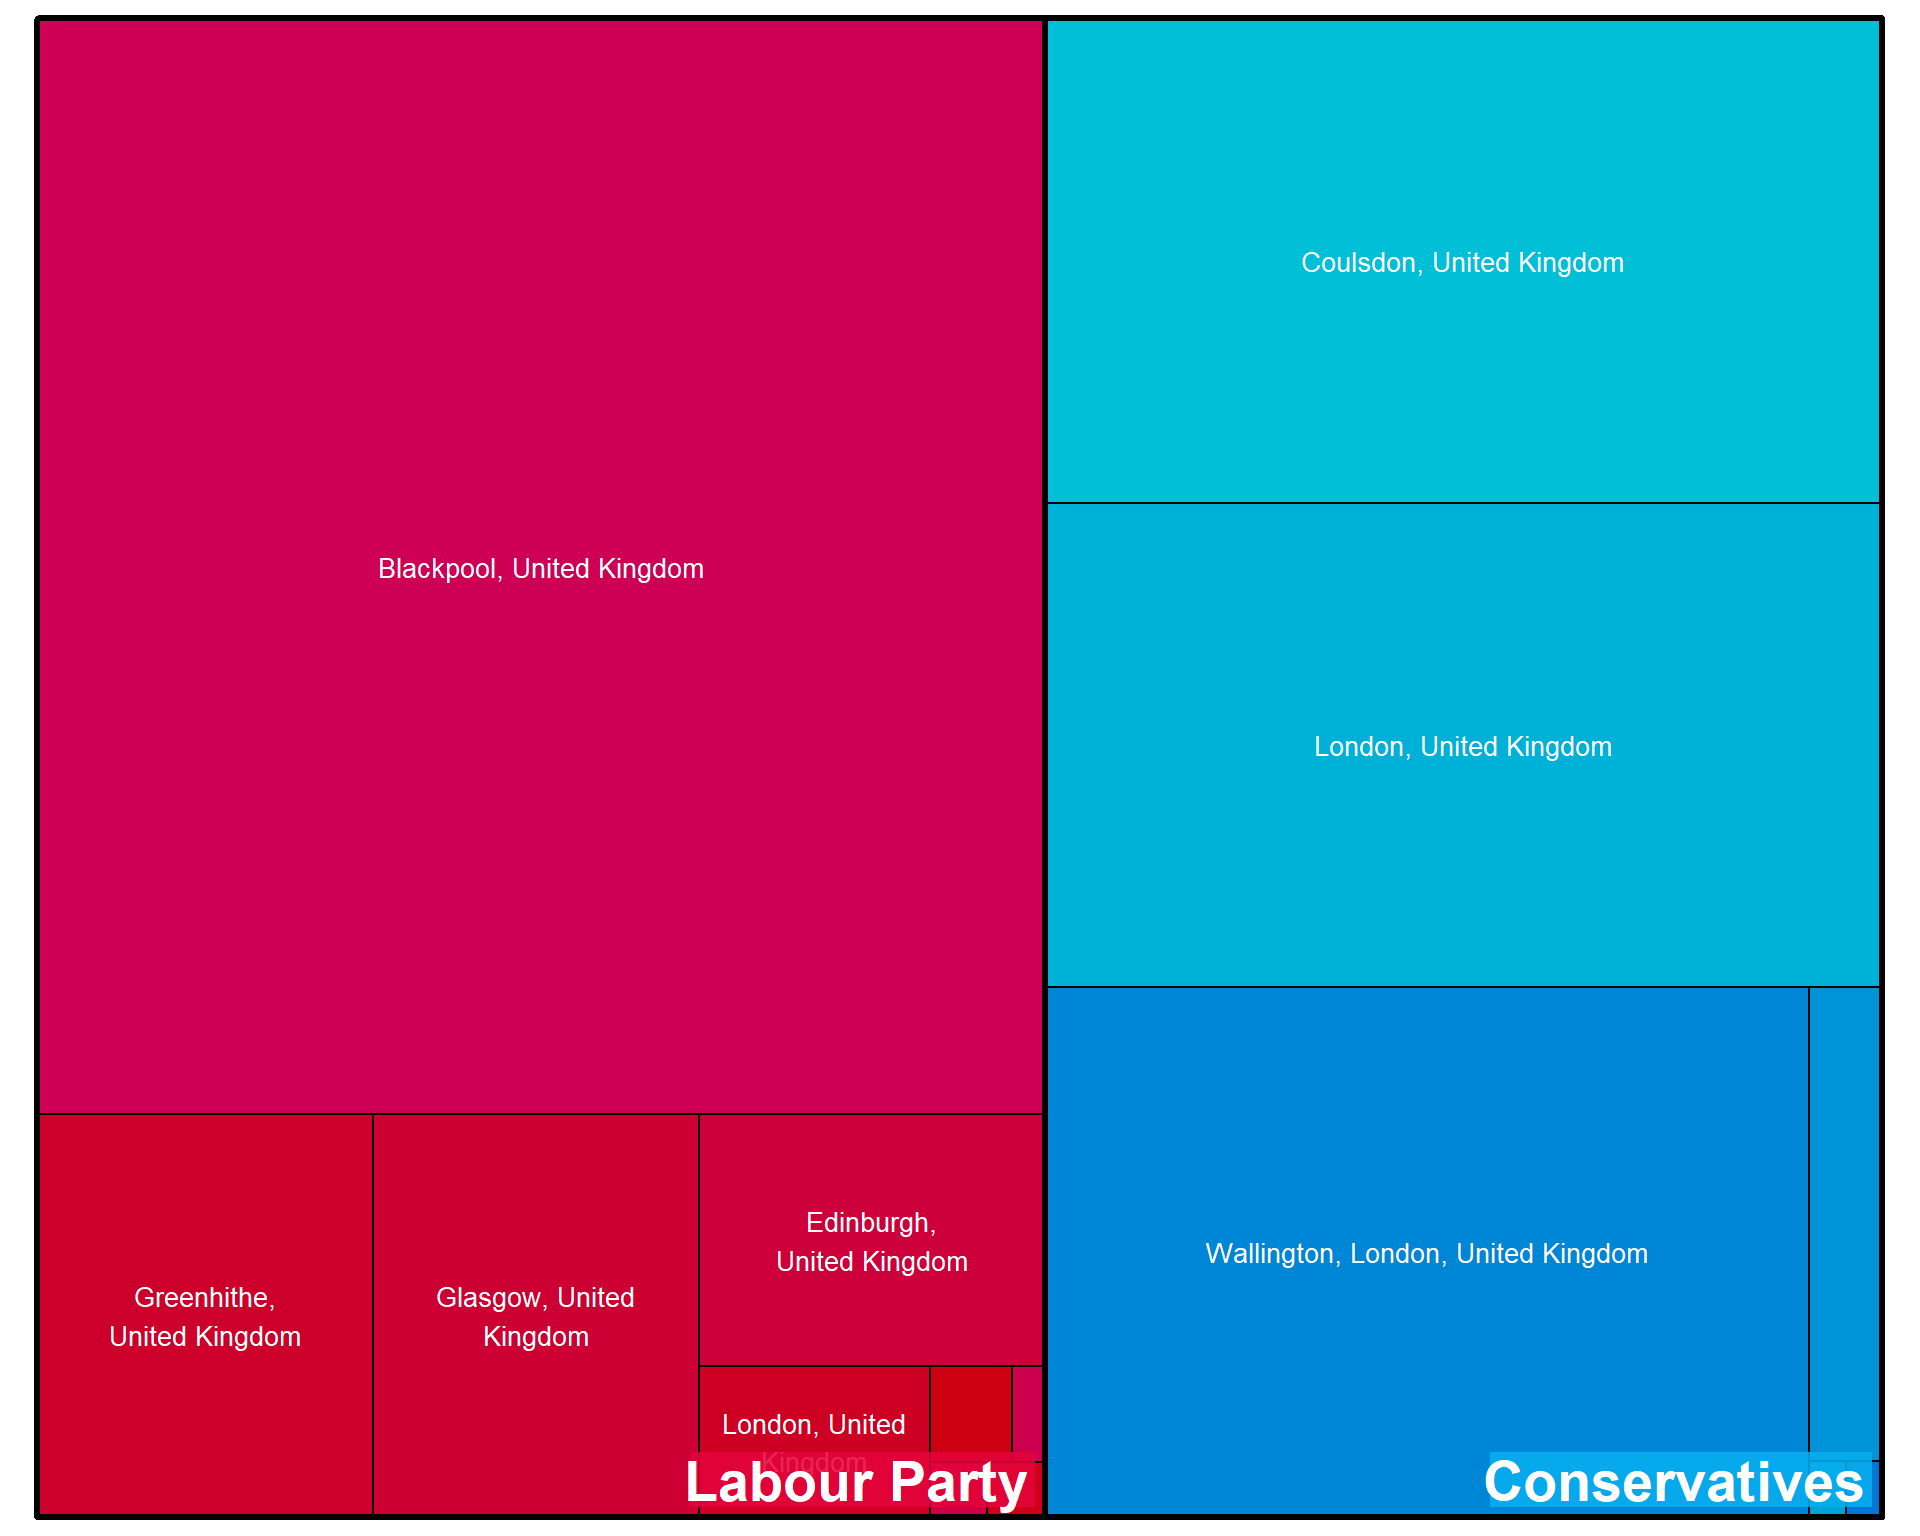 Blackpool, United Kingdom
Greenhithe,
United Kingdom
Glasgow, United
Kingdom
Edinburgh,
United Kingdom
London, United
Kingdom
Labour Party
Coulsdon, United Kingdom
London, United Kingdom
Wallington, London, United Kingdom
Conservatives